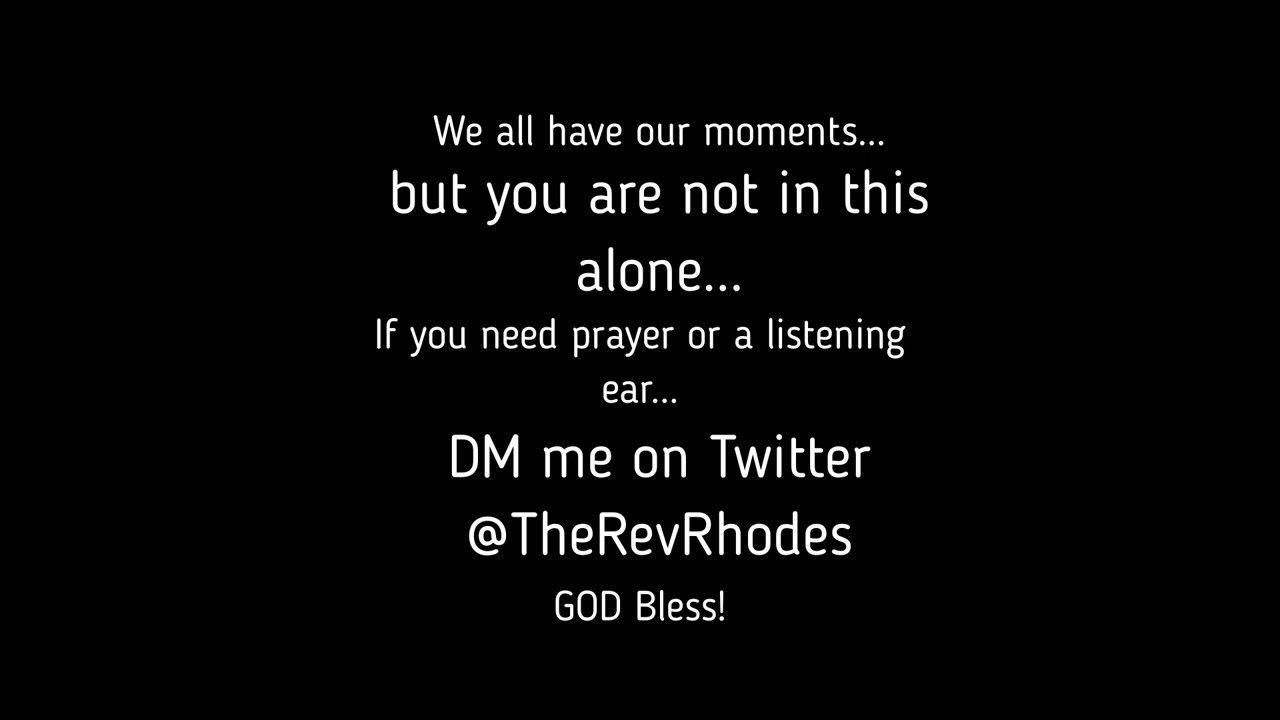 We all have our moments...
but you are not in this
alone...
If you need prayer or a listening
ear...
DM me on Twitter
@TheRevRhodes
GOD Bless!